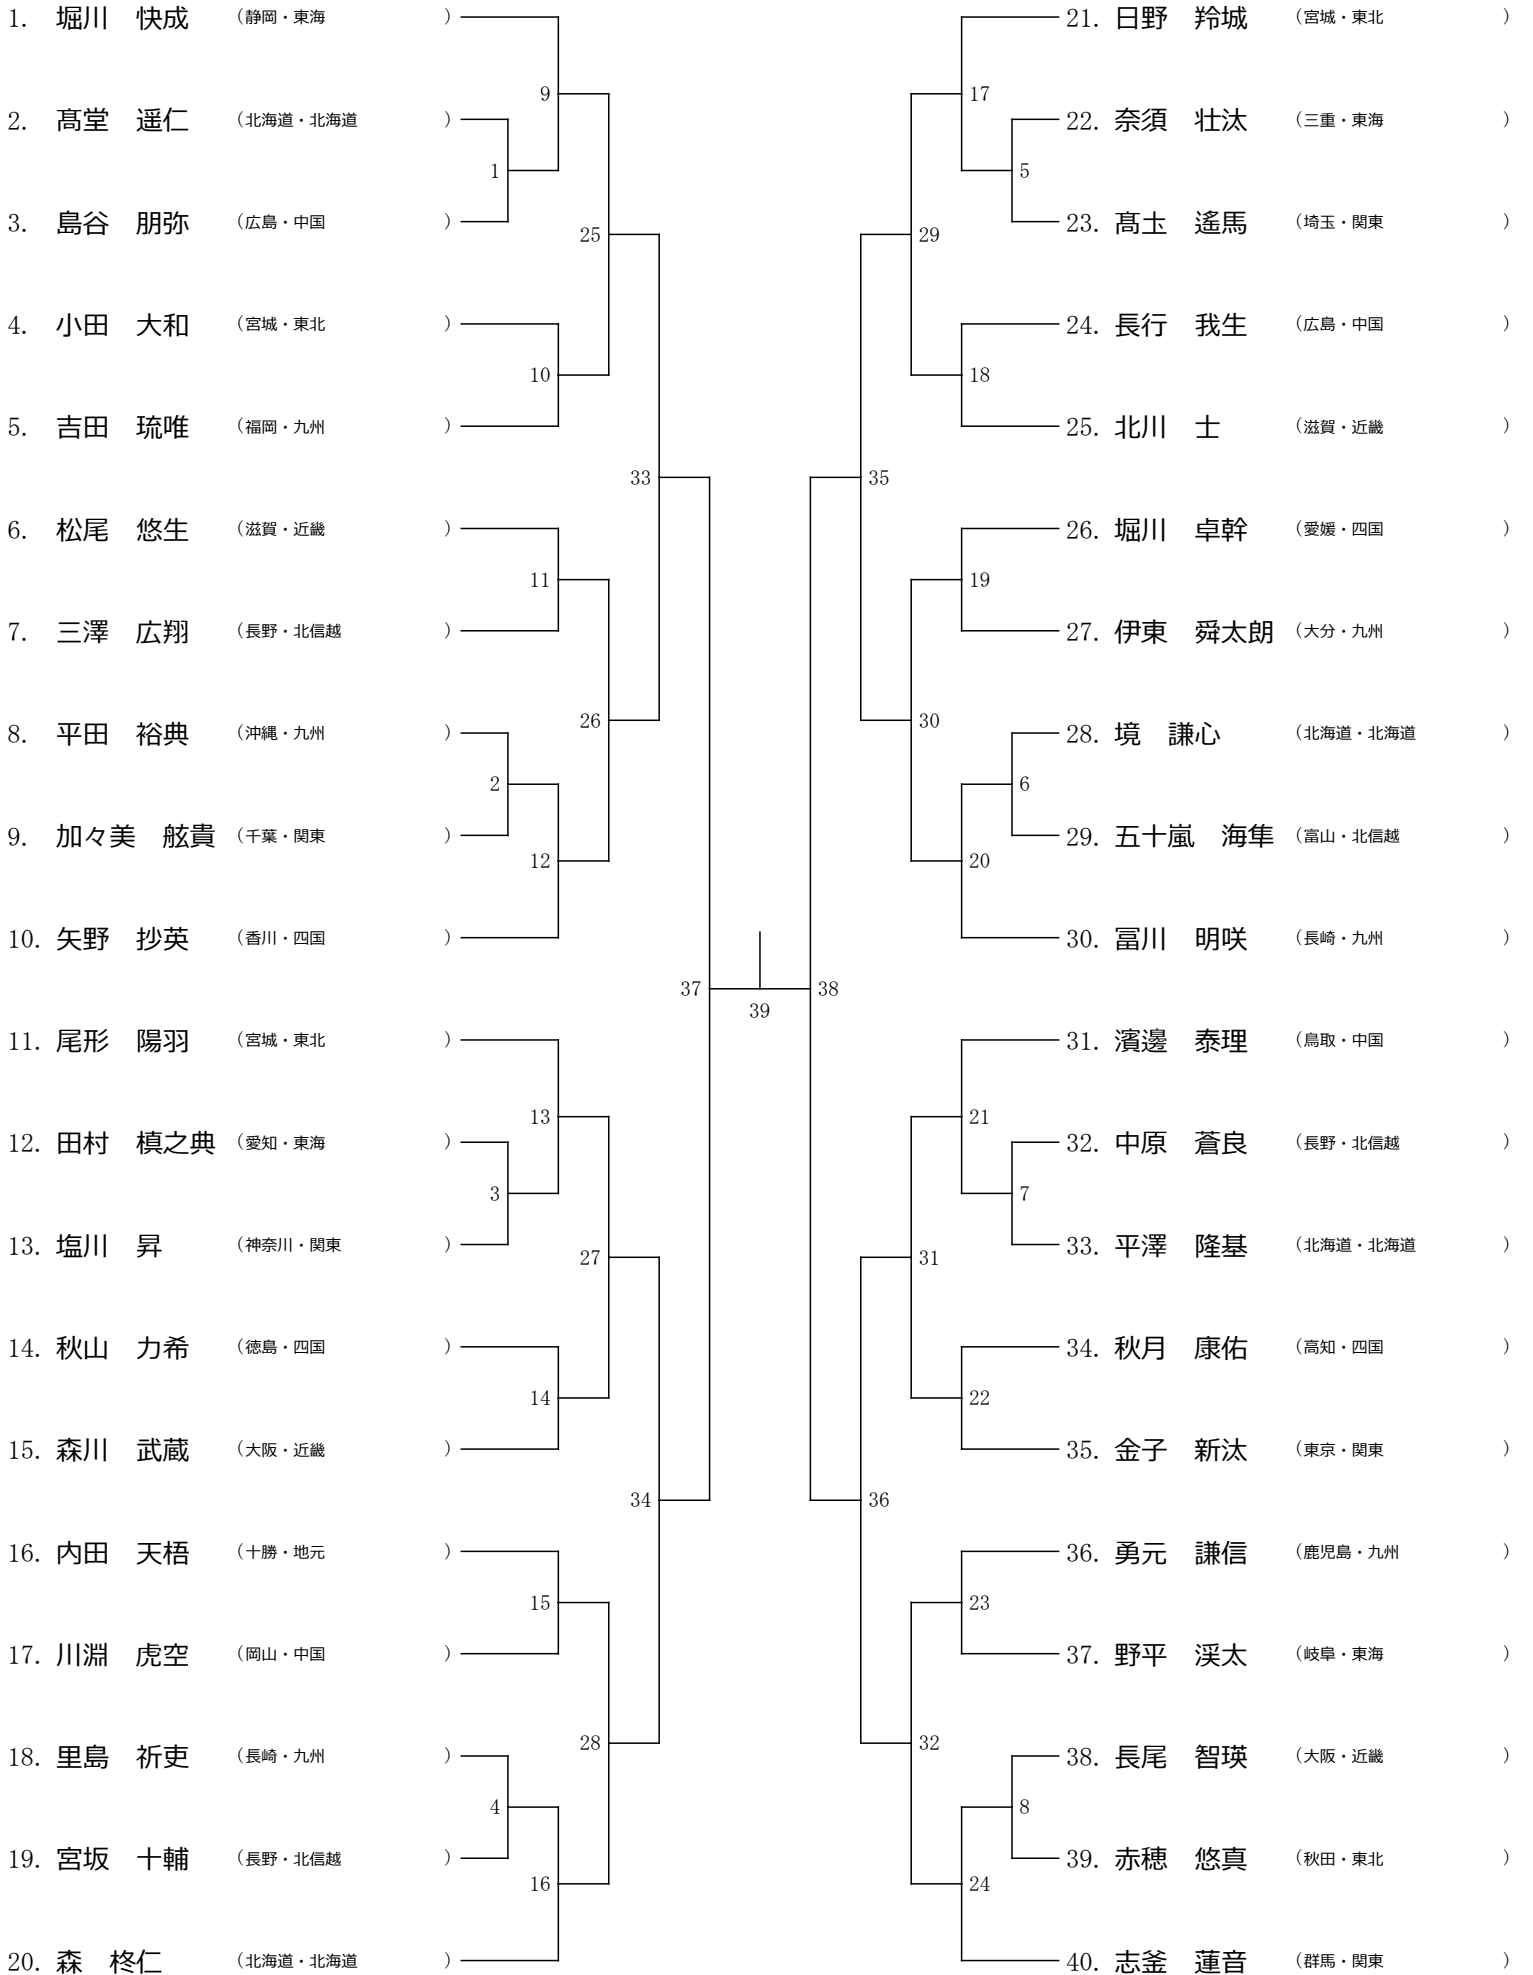 1. 堀川　快成 （静岡・東海　）
9
2. 髙堂　遥仁 （北海道・北海道　）
1
3. 島谷　朋弥 （広島・中国　）
25
4. 小田　大和 （宮城・東北　）
10
5. 吉田　琉唯 （福岡・九州　）
33
6. 松尾　悠生 （滋賀・近畿　）
11
7. 三澤　広翔 （長野・北信越　）
26
8. 平田　裕典 （沖縄・九州　）
2
9. 加々美　舷貴 （千葉・関東　）
12
10. 矢野　抄英 （香川・四国　）
37
11. 尾形　陽羽 （宮城・東北　）
13
12. 田村　槙之典 （愛知・東海　）
3
13. 塩川　昇 （神奈川・関東　）
27
14. 秋山　力希 （徳島・四国　）
14
15. 森川　武蔵 （大阪・近畿　）
34
16. 内田　天梧 （十勝・地元　）
15
17. 川淵　虎空 （岡山・中国　）
28
18. 里島　祈吏 （長崎・九州　）
4
19. 宮坂　十輔 （長野・北信越　）
16
20. 森　柊仁 （北海道・北海道　）
39
21. 日野　羚城 （宮城・東北　）
17
22. 奈須　壮汰 （三重・東海　）
5
23. 髙圡　遙馬 （埼玉・関東　）
29
24. 長行　我生 （広島・中国　）
18
25. 北川　士 （滋賀・近畿　）
35
26. 堀川　卓幹 （愛媛・四国　）
19
27. 伊東　舜太朗 （大分・九州　）
30
28. 境　謙心 （北海道・北海道　）
6
29. 五十嵐　海隼 （富山・北信越　）
20
30. 冨川　明咲 （長崎・九州　）
38
31. 濱邊　泰理 （鳥取・中国　）
21
32. 中原　蒼良 （長野・北信越　）
7
33. 平澤　隆基 （北海道・北海道　）
31
34. 秋月　康佑 （高知・四国　）
22
35. 金子　新汰 （東京・関東　）
36
36. 勇元　謙信 （鹿児島・九州　）
23
37. 野平　渓太 （岐阜・東海　）
32
38. 長尾　智瑛 （大阪・近畿　）
8
39. 赤穂　悠真 （秋田・東北　）
24
40. 志釜　蓮音 （群馬・関東　）